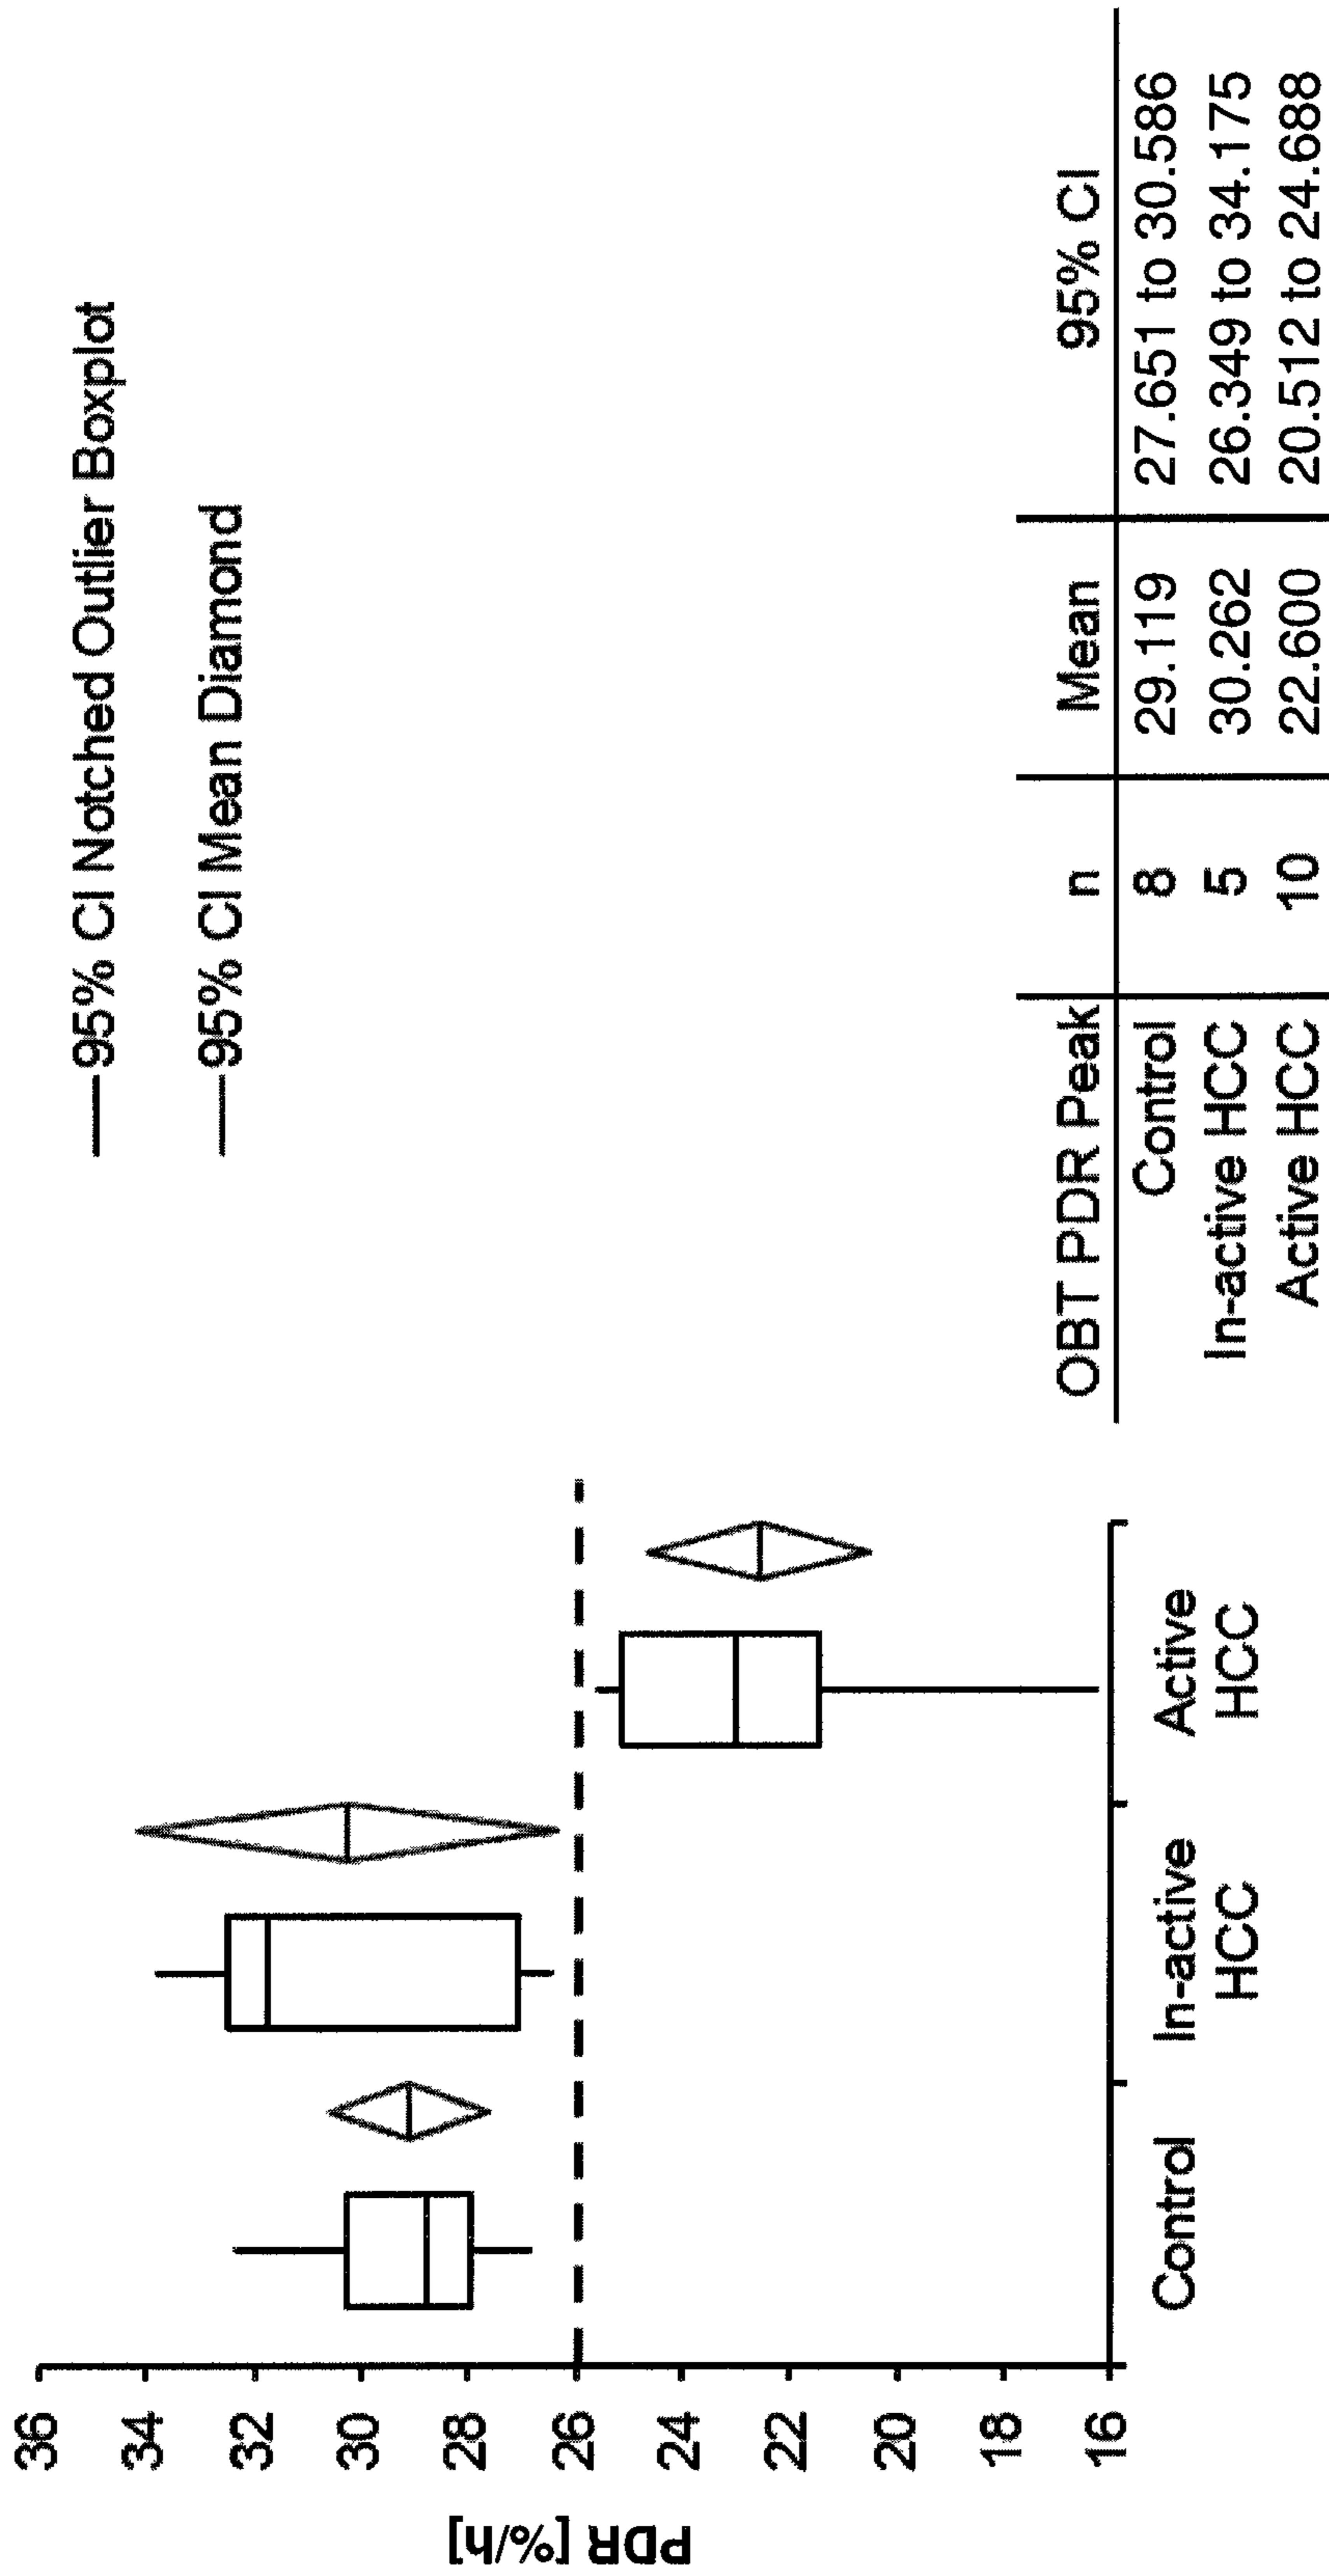 PDR [%/h]
36
34
32
30
28
26
24
22
20
18
16
Control
In-active
HCC
Active
HCC
95% CI Notched Outlier Boxplot
95% CI Mean Diamond
OBT PDR Peak n Mean 95% CI
Control 8 29.119 27.651 to 30.586
In-active HCC 5 30.262 26.349 to 34.175
Active HCC 10 22.600 20.512 to 24.688